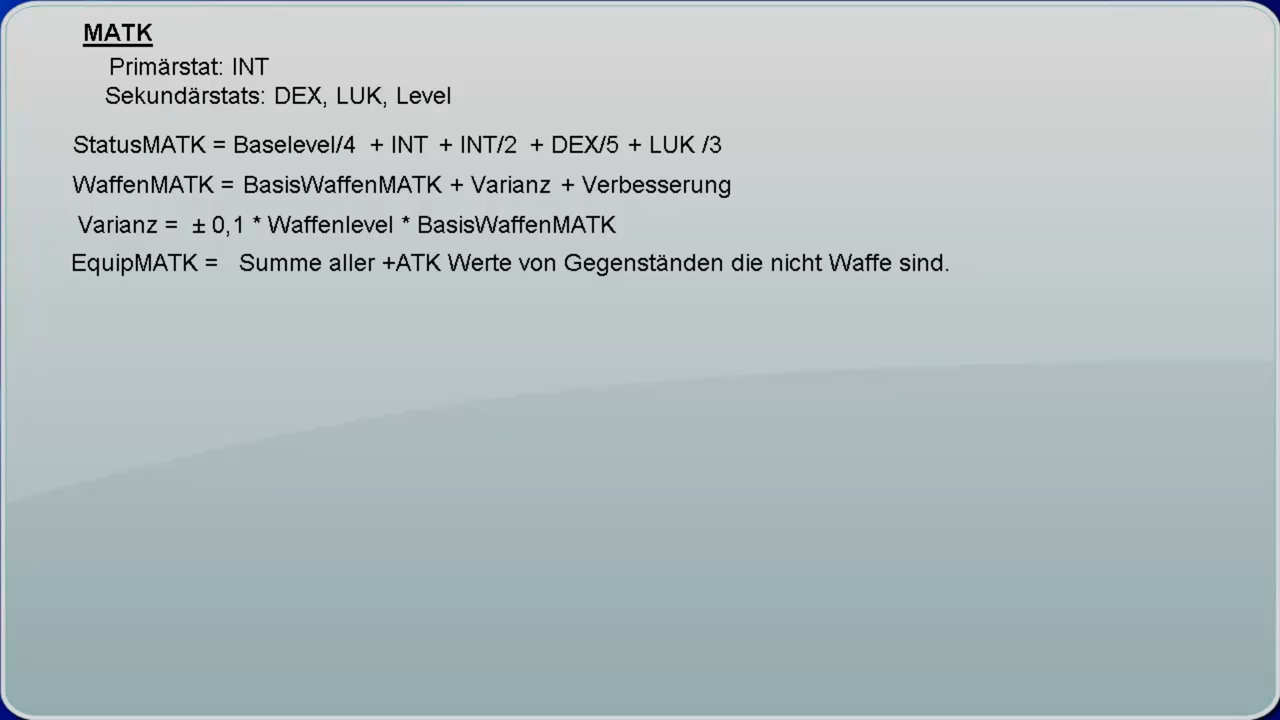 MATK
Primärstat: INT
Sekundärstats: DEX, LUK, Level
StatusMATK = Baselevel/4 + INT + INT/2 + DEX/5 + LUK /3
WaffenMATK = BasisWaffenMATK + Varianz + Verbesserung
Varianz = ± 0,1 * Waffenlevel * BasisWaffenMATK
EquipMATK = Summe aller +ATK Werte von Gegenständen die nicht Waffe sind.